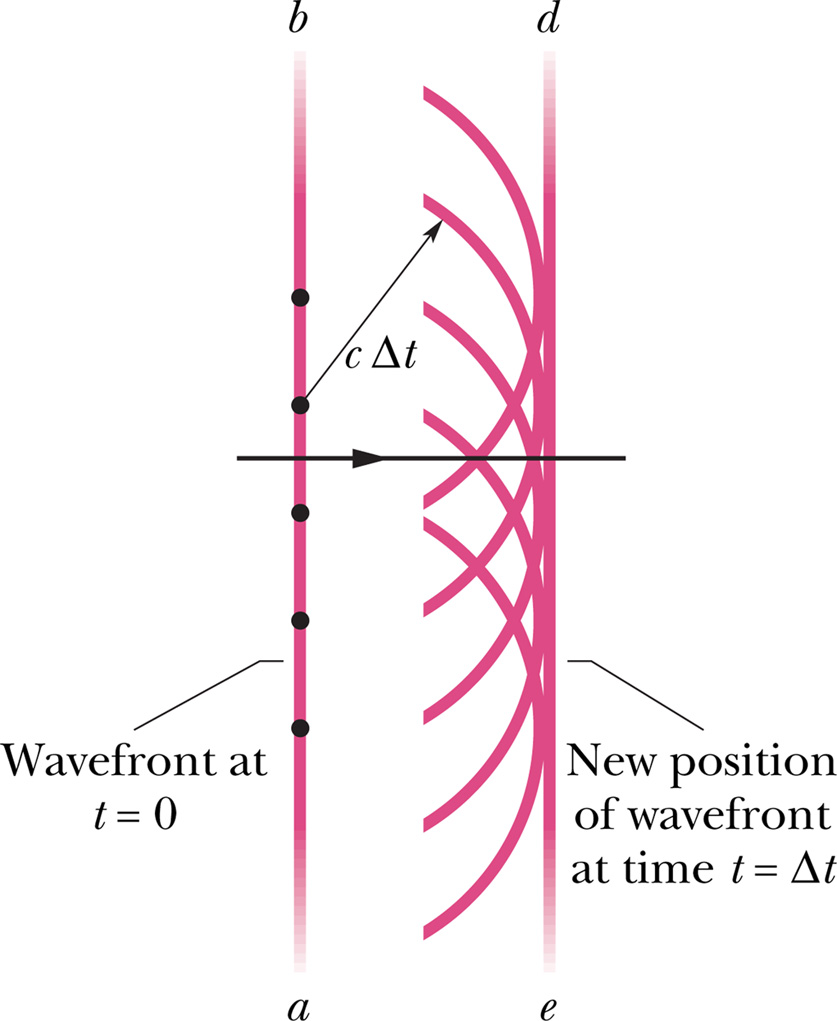 b
d
c Δt
Wavefront at
t = 0
New position
of wavefront
at time t = Δt
a
e